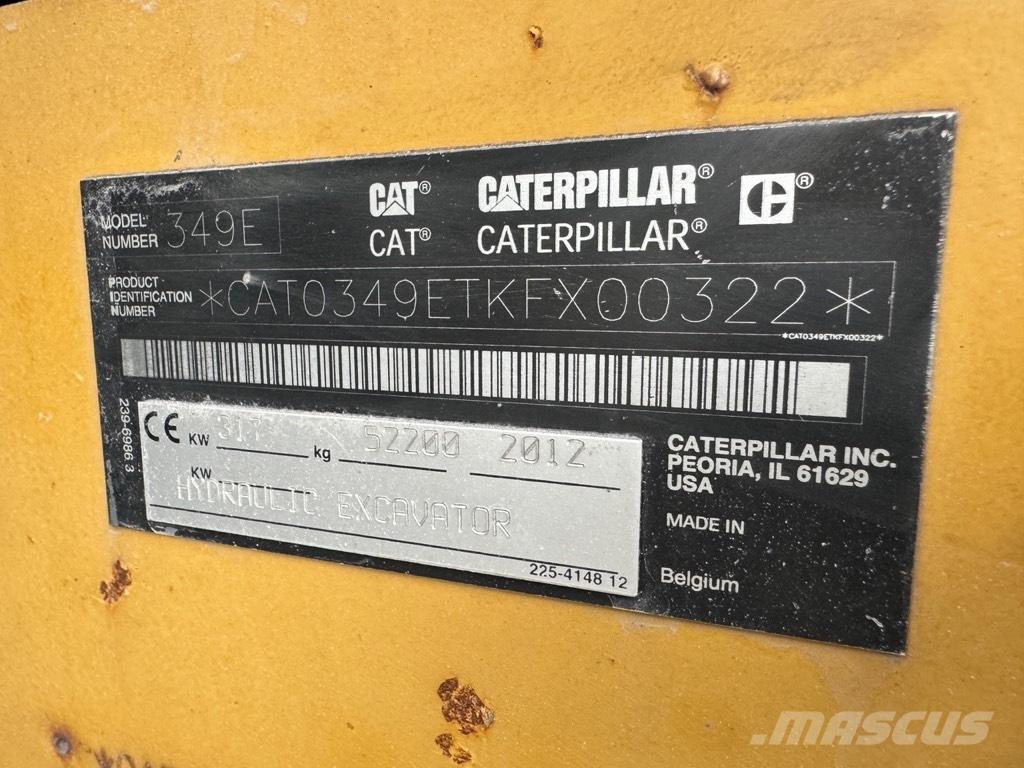 MODEL NUMBER 349E
CAT® CATERPILLAR® C®
CAT® CATERPILLAR®
PRODUCT
IDENTIFICATION
NUMBER
*CAT0349ETKFX00322*
*CAT0349ETKFX00322*
239-6986 3
CE KW 317 kg 52200 2012
KW
HYDRAULIC EXCAVATOR
225-4148 12
CATERPILLAR INC.
PEORIA, IL 61629
USA
MADE IN
Belgium
MASCUS